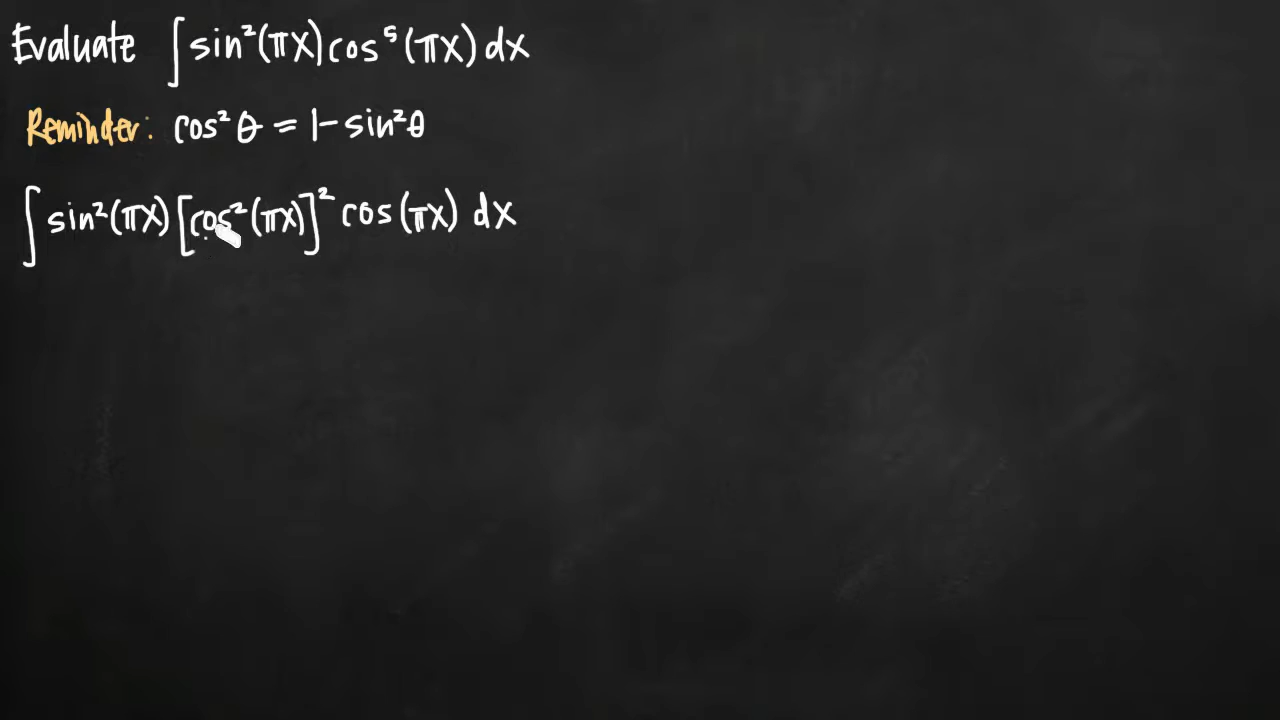 Evaluate ∫ sin²(πx) cos⁵(πx) dx
Reminder: cos²θ = 1 - sin²θ
∫ sin²(πx) [cos²(πx)]² cos(πx) dx